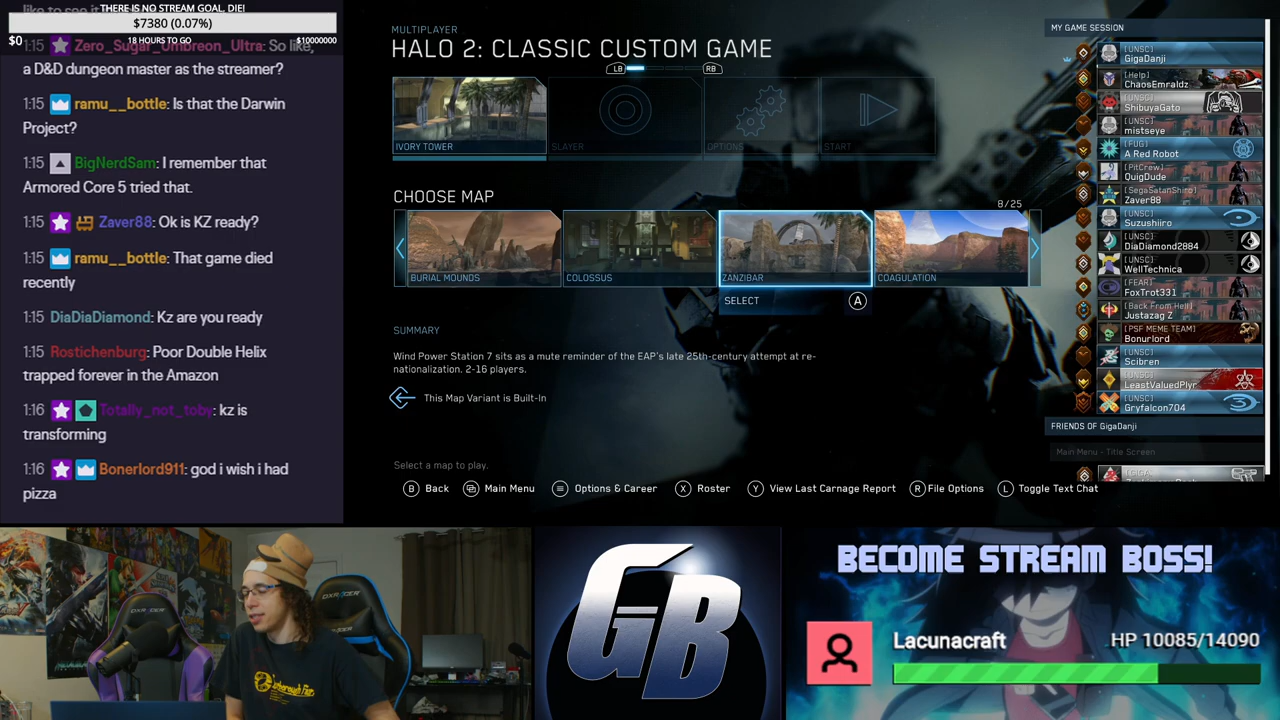 like to see it
THERE IS NO STREAM GOAL, DIE!
$7380 (0.07%)
$0
18 HOURS TO GO
$10000000
1:15 Zero_Sugar_Umbreon_Ultra: So like,
a D&D dungeon master as the streamer?
1:15 ramu__bottle: Is that the Darwin
Project?
1:15 BigNerdSam: I remember that
Armored Core 5 tried that.
1:15 Zaver88: Ok is KZ ready?
1:15 ramu__bottle: That game died
recently
1:15 DiaDiaDiamond: Kz are you ready
1:15 Rostichenburg: Poor Double Helix
trapped forever in the Amazon
1:16 Totally_not_toby: kz is
transforming
1:16 Bonerlord911: god i wish i had
pizza
MULTIPLAYER
HALO 2: CLASSIC CUSTOM GAME
LB
RB
IVORY TOWER
SLAYER
OPTIONS
START
CHOOSE MAP
8/25
BURIAL MOUNDS
COLOSSUS
ZANZIBAR
COAGULATION
SELECT
A
SUMMARY
Wind Power Station 7 sits as a mute reminder of the EAP's late 25th-century attempt at re-
nationalization. 2-16 players.
This Map Variant is Built-In
Select a map to play.
B Back
Main Menu
Options & Career
X Roster
Y View Last Carnage Report
R File Options
L Toggle Text Chat
MY GAME SESSION
[UNSC]
GigaDanji
[Help]
ChaosEmraldz
[UNSC]
ShibuyaGato
[UNSC]
mistseye
[FUG]
A Red Robot
[PitCrew]
QuigDude
[SegaSatanShiro]
Zaver88
[UNSC]
Suzushiiro
[UNSC]
DiaDiamond2884
[UNSC]
WellTechnica
[FEAR]
FoxTrot331
[Back From Hell]
Justazag Z
[PSF MEME TEAM]
Bonurlord
[UNSC]
Scibren
[UNSC]
LeastValuedPlyr
[UNSC]
Gryfalcon704
FRIENDS OF GigaDanji
Main Menu - Title Screen
[GIGA
DXRACER
DXRACER
GB
BECOME STREAM BOSS!
Lacunacraft
HP 10085/14090